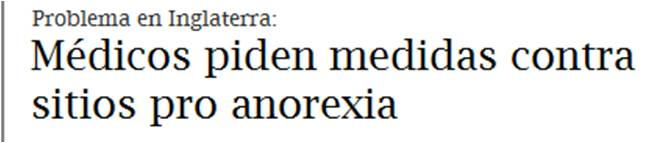 Problema en Inglaterra:
Médicos piden medidas contra
sitios pro anorexia